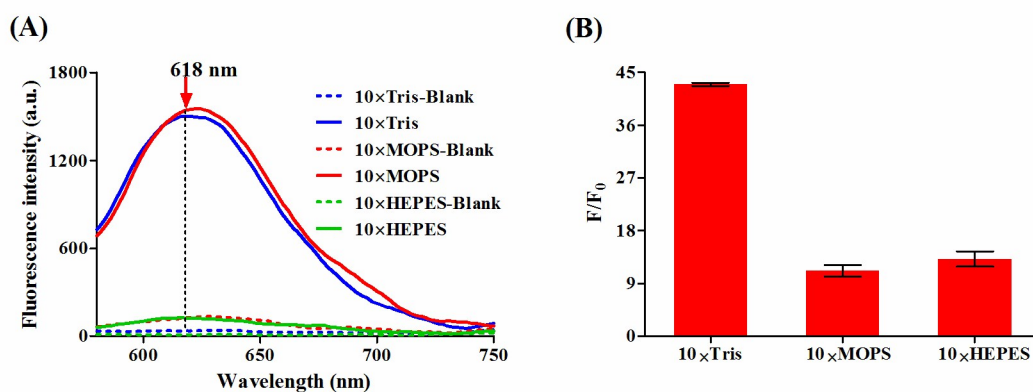 (A)
618 nm
Fluorescence intensity (a.u.)
1800
1200
600
0
600
650
700
750
Wavelength (nm)
10×Tris-Blank
10×Tris
10×MOPS-Blank
10×MOPS
10×HEPES-Blank
10×HEPES
(B)
F/F0
45
36
27
18
9
0
10×Tris
10×MOPS
10×HEPES